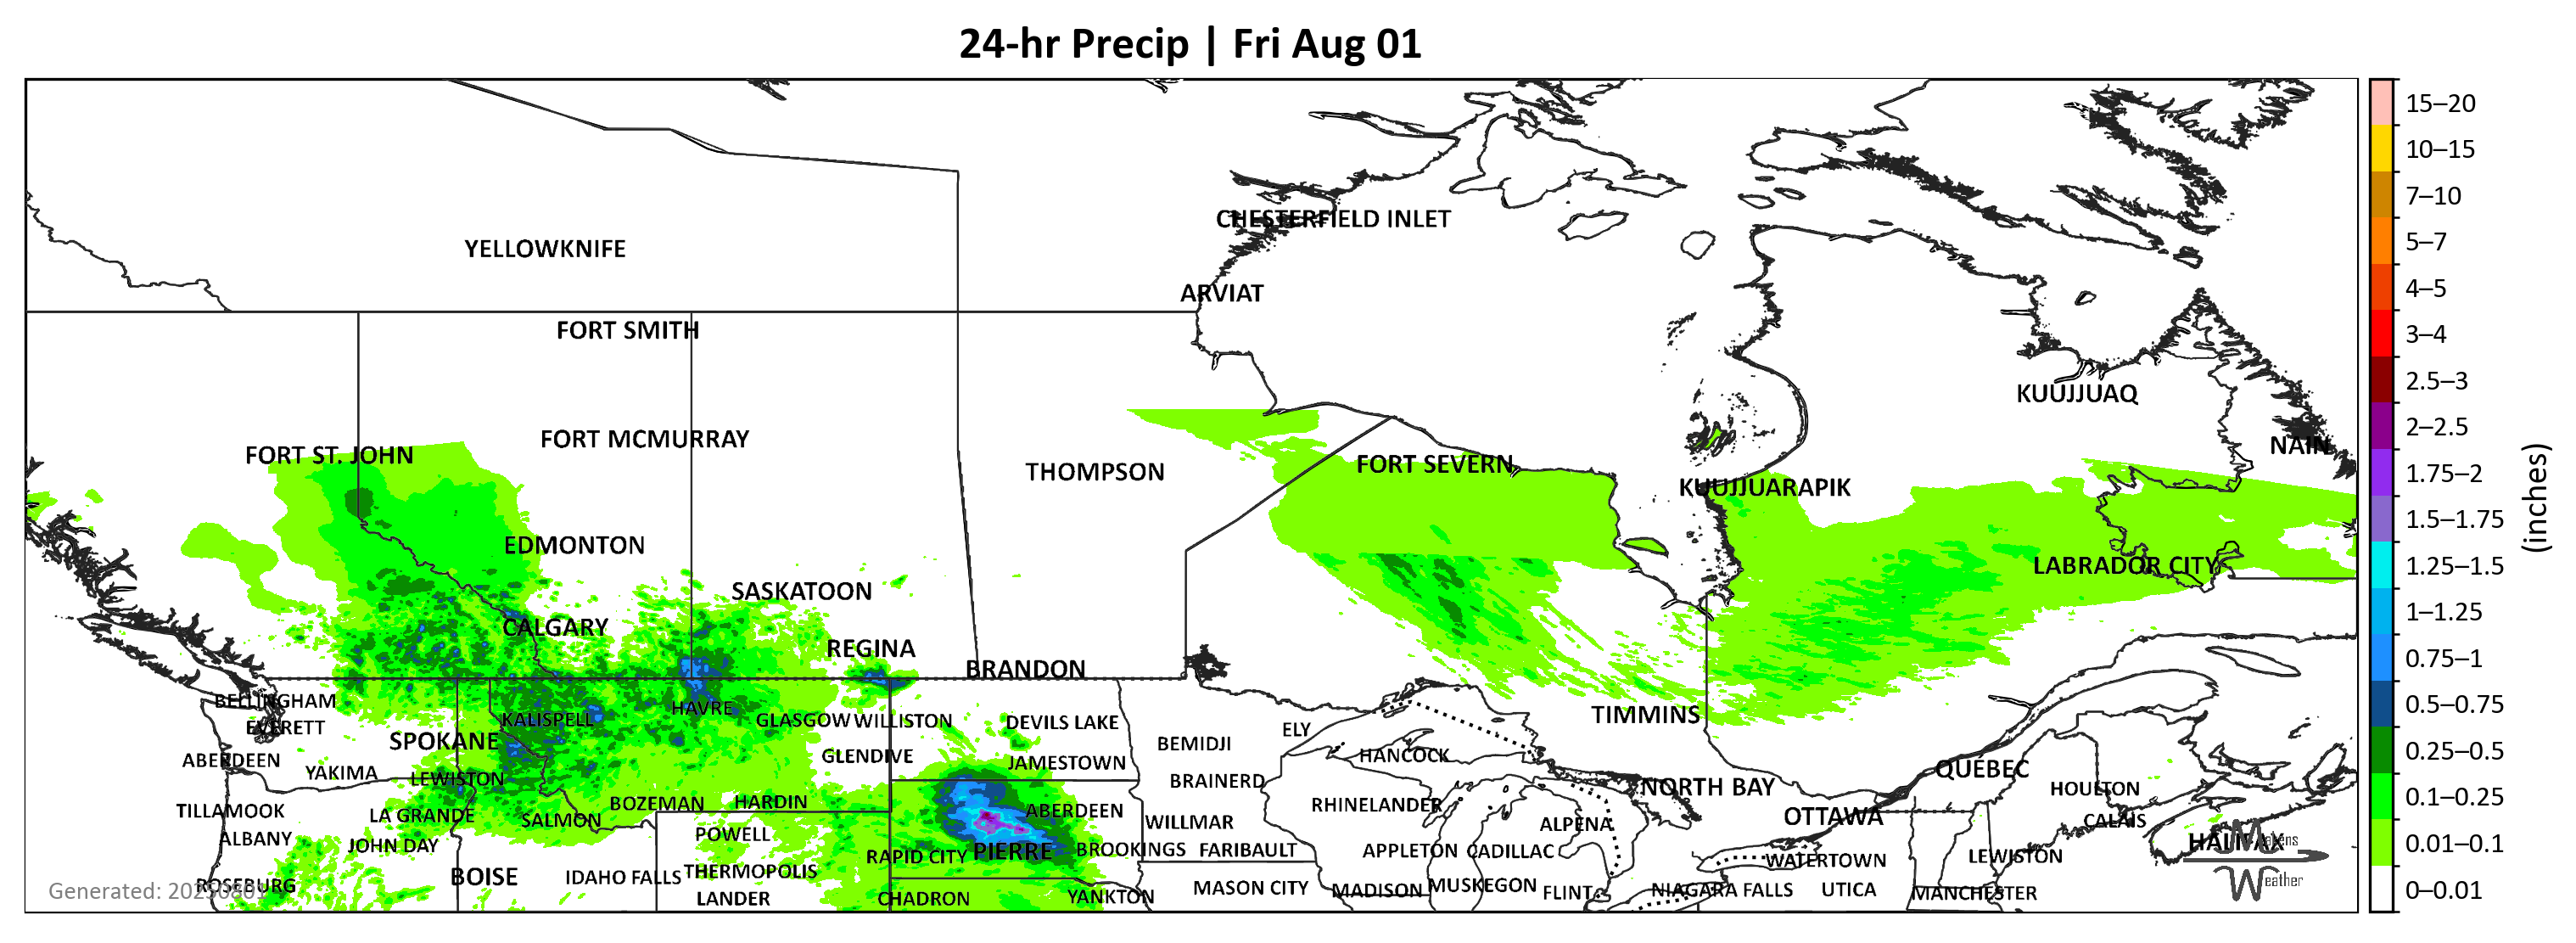 24-hr Precip | Fri Aug 01
15–20
10–15
7–10
5–7
4–5
3–4
2.5–3
2–2.5
1.75–2
1.5–1.75
1.25–1.5
1–1.25
0.75–1
0.5–0.75
0.25–0.5
0.1–0.25
0.01–0.1
0–0.01
(inches)
CHESTERFIELD INLET
YELLOWKNIFE
ARVIAT
FORT SMITH
KUUJJUAQ
FORT MCMURRAY
NAIN
FORT ST. JOHN
THOMPSON
FORT SEVERN
KUUJJUARAPIK
EDMONTON
LABRADOR CITY
SASKATOON
CALGARY
REGINA
BRANDON
BELLINGHAM
HAVRE
KALISPELL
GLASGOW
WILLISTON
DEVILS LAKE
TIMMINS
EVERETT
ELY
SPOKANE
BEMIDJI
ABERDEEN
GLENDIVE
JAMESTOWN
HANCOCK
QUÉBEC
YAKIMA
LEWISTON
BRAINERD
NORTH BAY
HOULTON
TILLAMOOK
LA GRANDE
BOZEMAN
HARDIN
ABERDEEN
RHINELANDER
OTTAWA
SALMON
WILLMAR
ALPENA
CALAIS
ALBANY
JOHN DAY
POWELL
HALIFAX
RAPID CITY
PIERRE
BROOKINGS
FARIBAULT
APPLETON
CADILLAC
WATERTOWN
LEWISTON
BOISE
IDAHO FALLS
THERMOPOLIS
ROSEBURG
MASON CITY
MADISON
MUSKEGON
FLINT
NIAGARA FALLS
UTICA
MANCHESTER
LANDER
CHADRON
YANKTON
Generated: 20250801
Weather